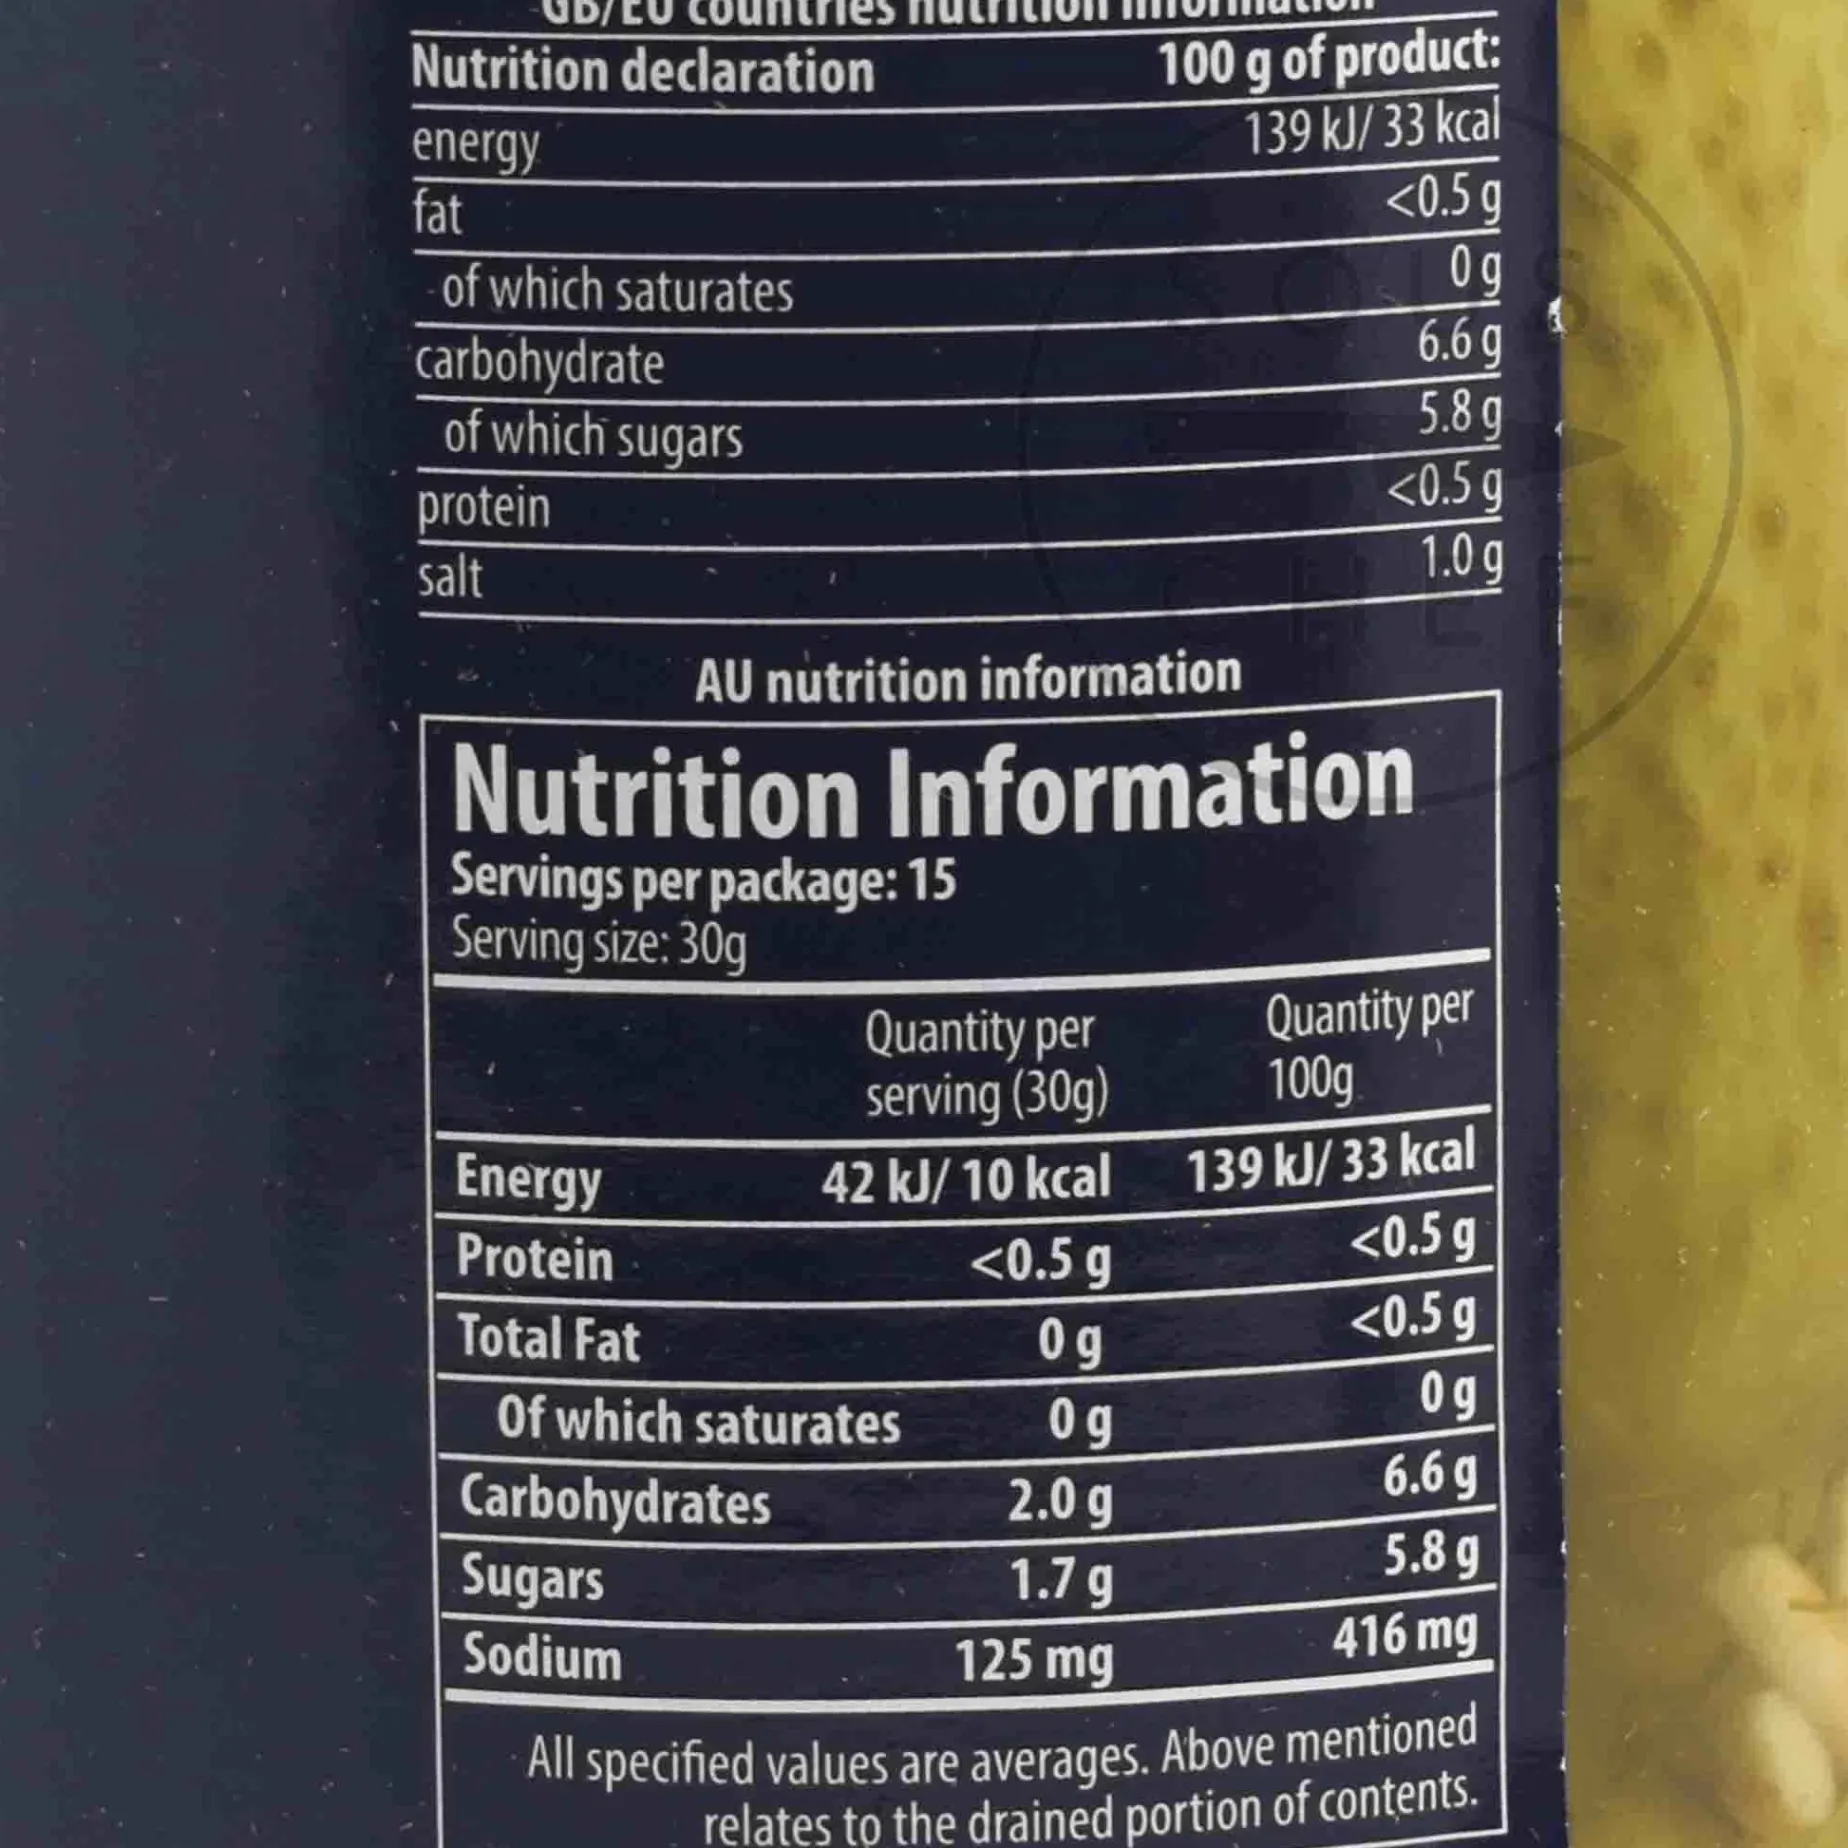 GB/EU countries nutrition information
Nutrition declaration 100 g of product:
energy 139 kJ/ 33 kcal
fat <0.5 g
- of which saturates 0 g
carbohydrate 6.6 g
of which sugars 5.8 g
protein <0.5 g
salt 1.0 g
AU nutrition information
Nutrition Information
Servings per package: 15
Serving size: 30g
Quantity per Quantity per
serving (30g) 100g
Energy 42 kJ/ 10 kcal 139 kJ/ 33 kcal
Protein <0.5 g <0.5 g
Total Fat 0 g <0.5 g
Of which saturates 0 g 0 g
Carbohydrates 2.0 g 6.6 g
Sugars 1.7 g 5.8 g
Sodium 125 mg 416 mg
All specified values are averages. Above mentioned
relates to the drained portion of contents.